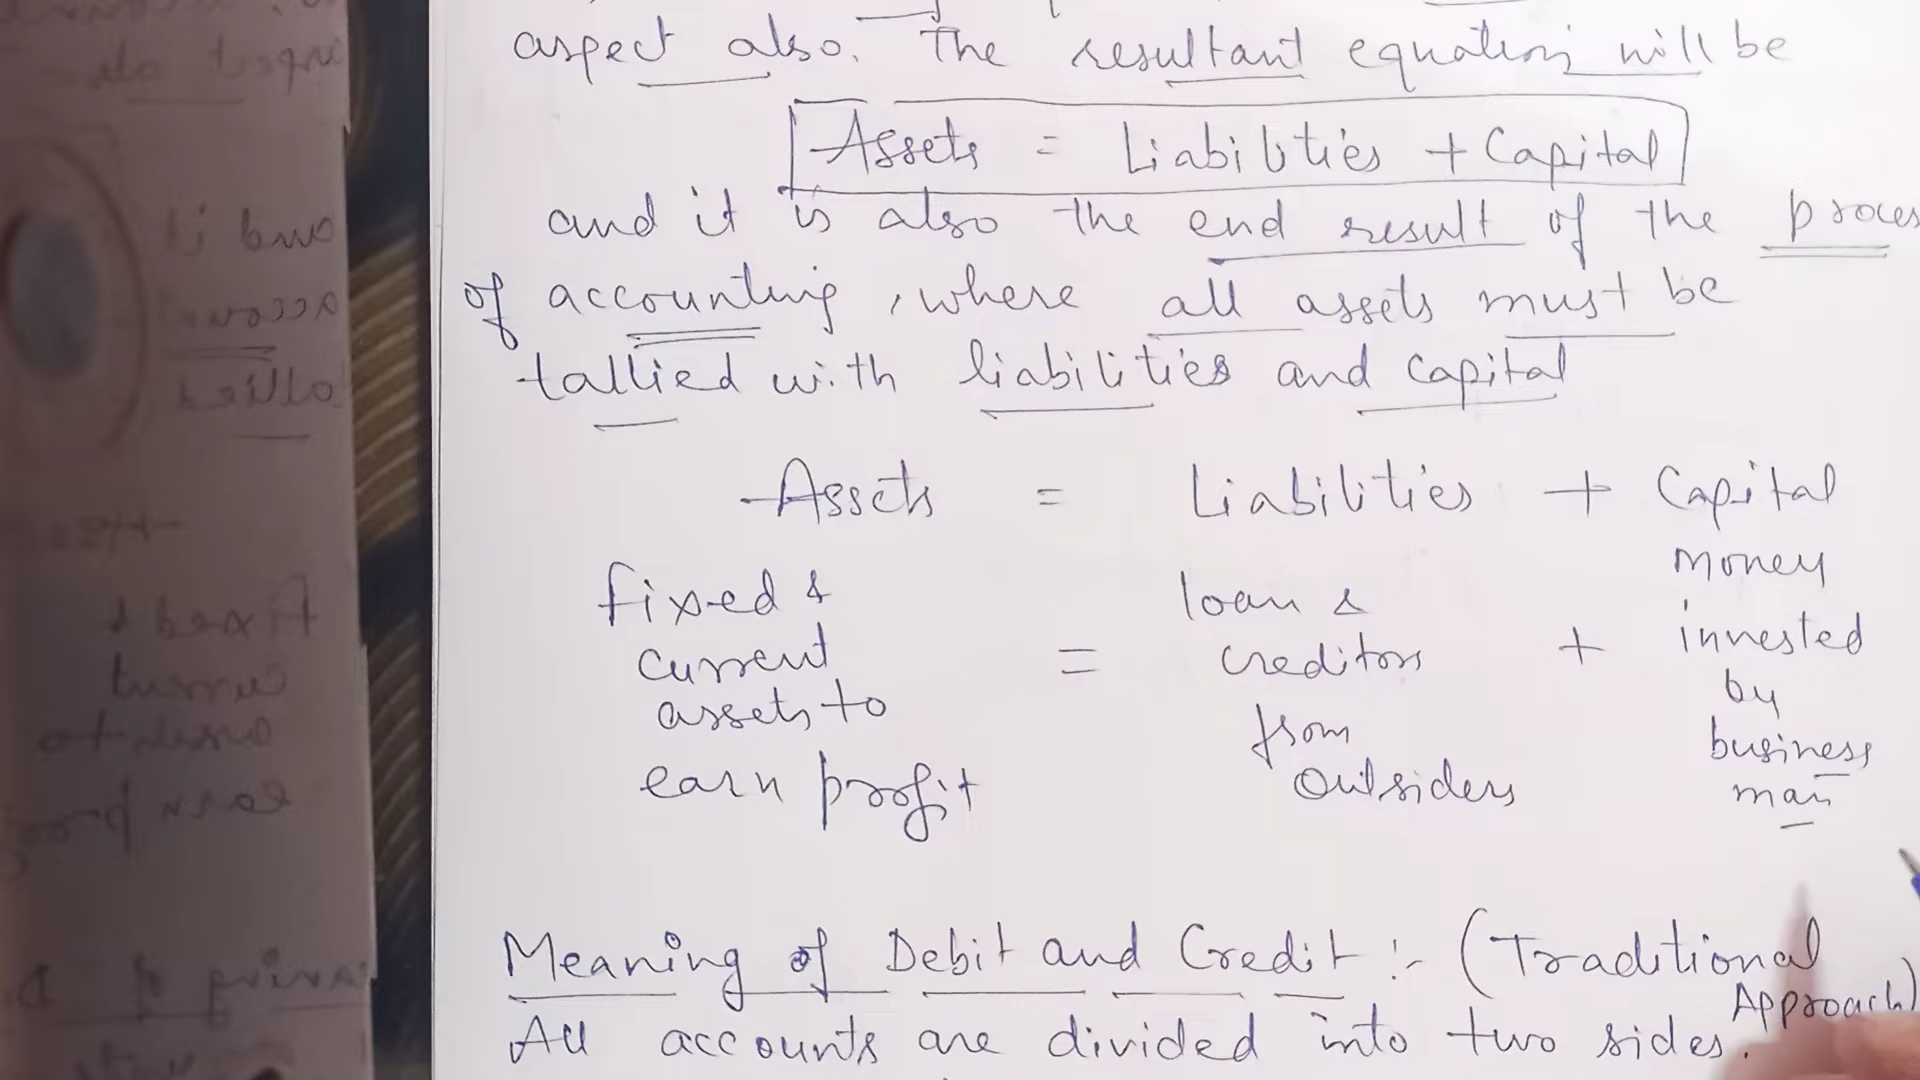 aspect also. The resultant equation will be
Assets = Liabilities + Capital
and it is also the end result of the proces
of accounting, where all assets must be
tallied with liabilities and capital
Assets = Liabilities + Capital
fixed & current assets to earn profit = loan & creditors from outsiders + Money invested by business man
Meaning of Debit and Credit :- (Traditional Approach)
All accounts are divided into two sides.